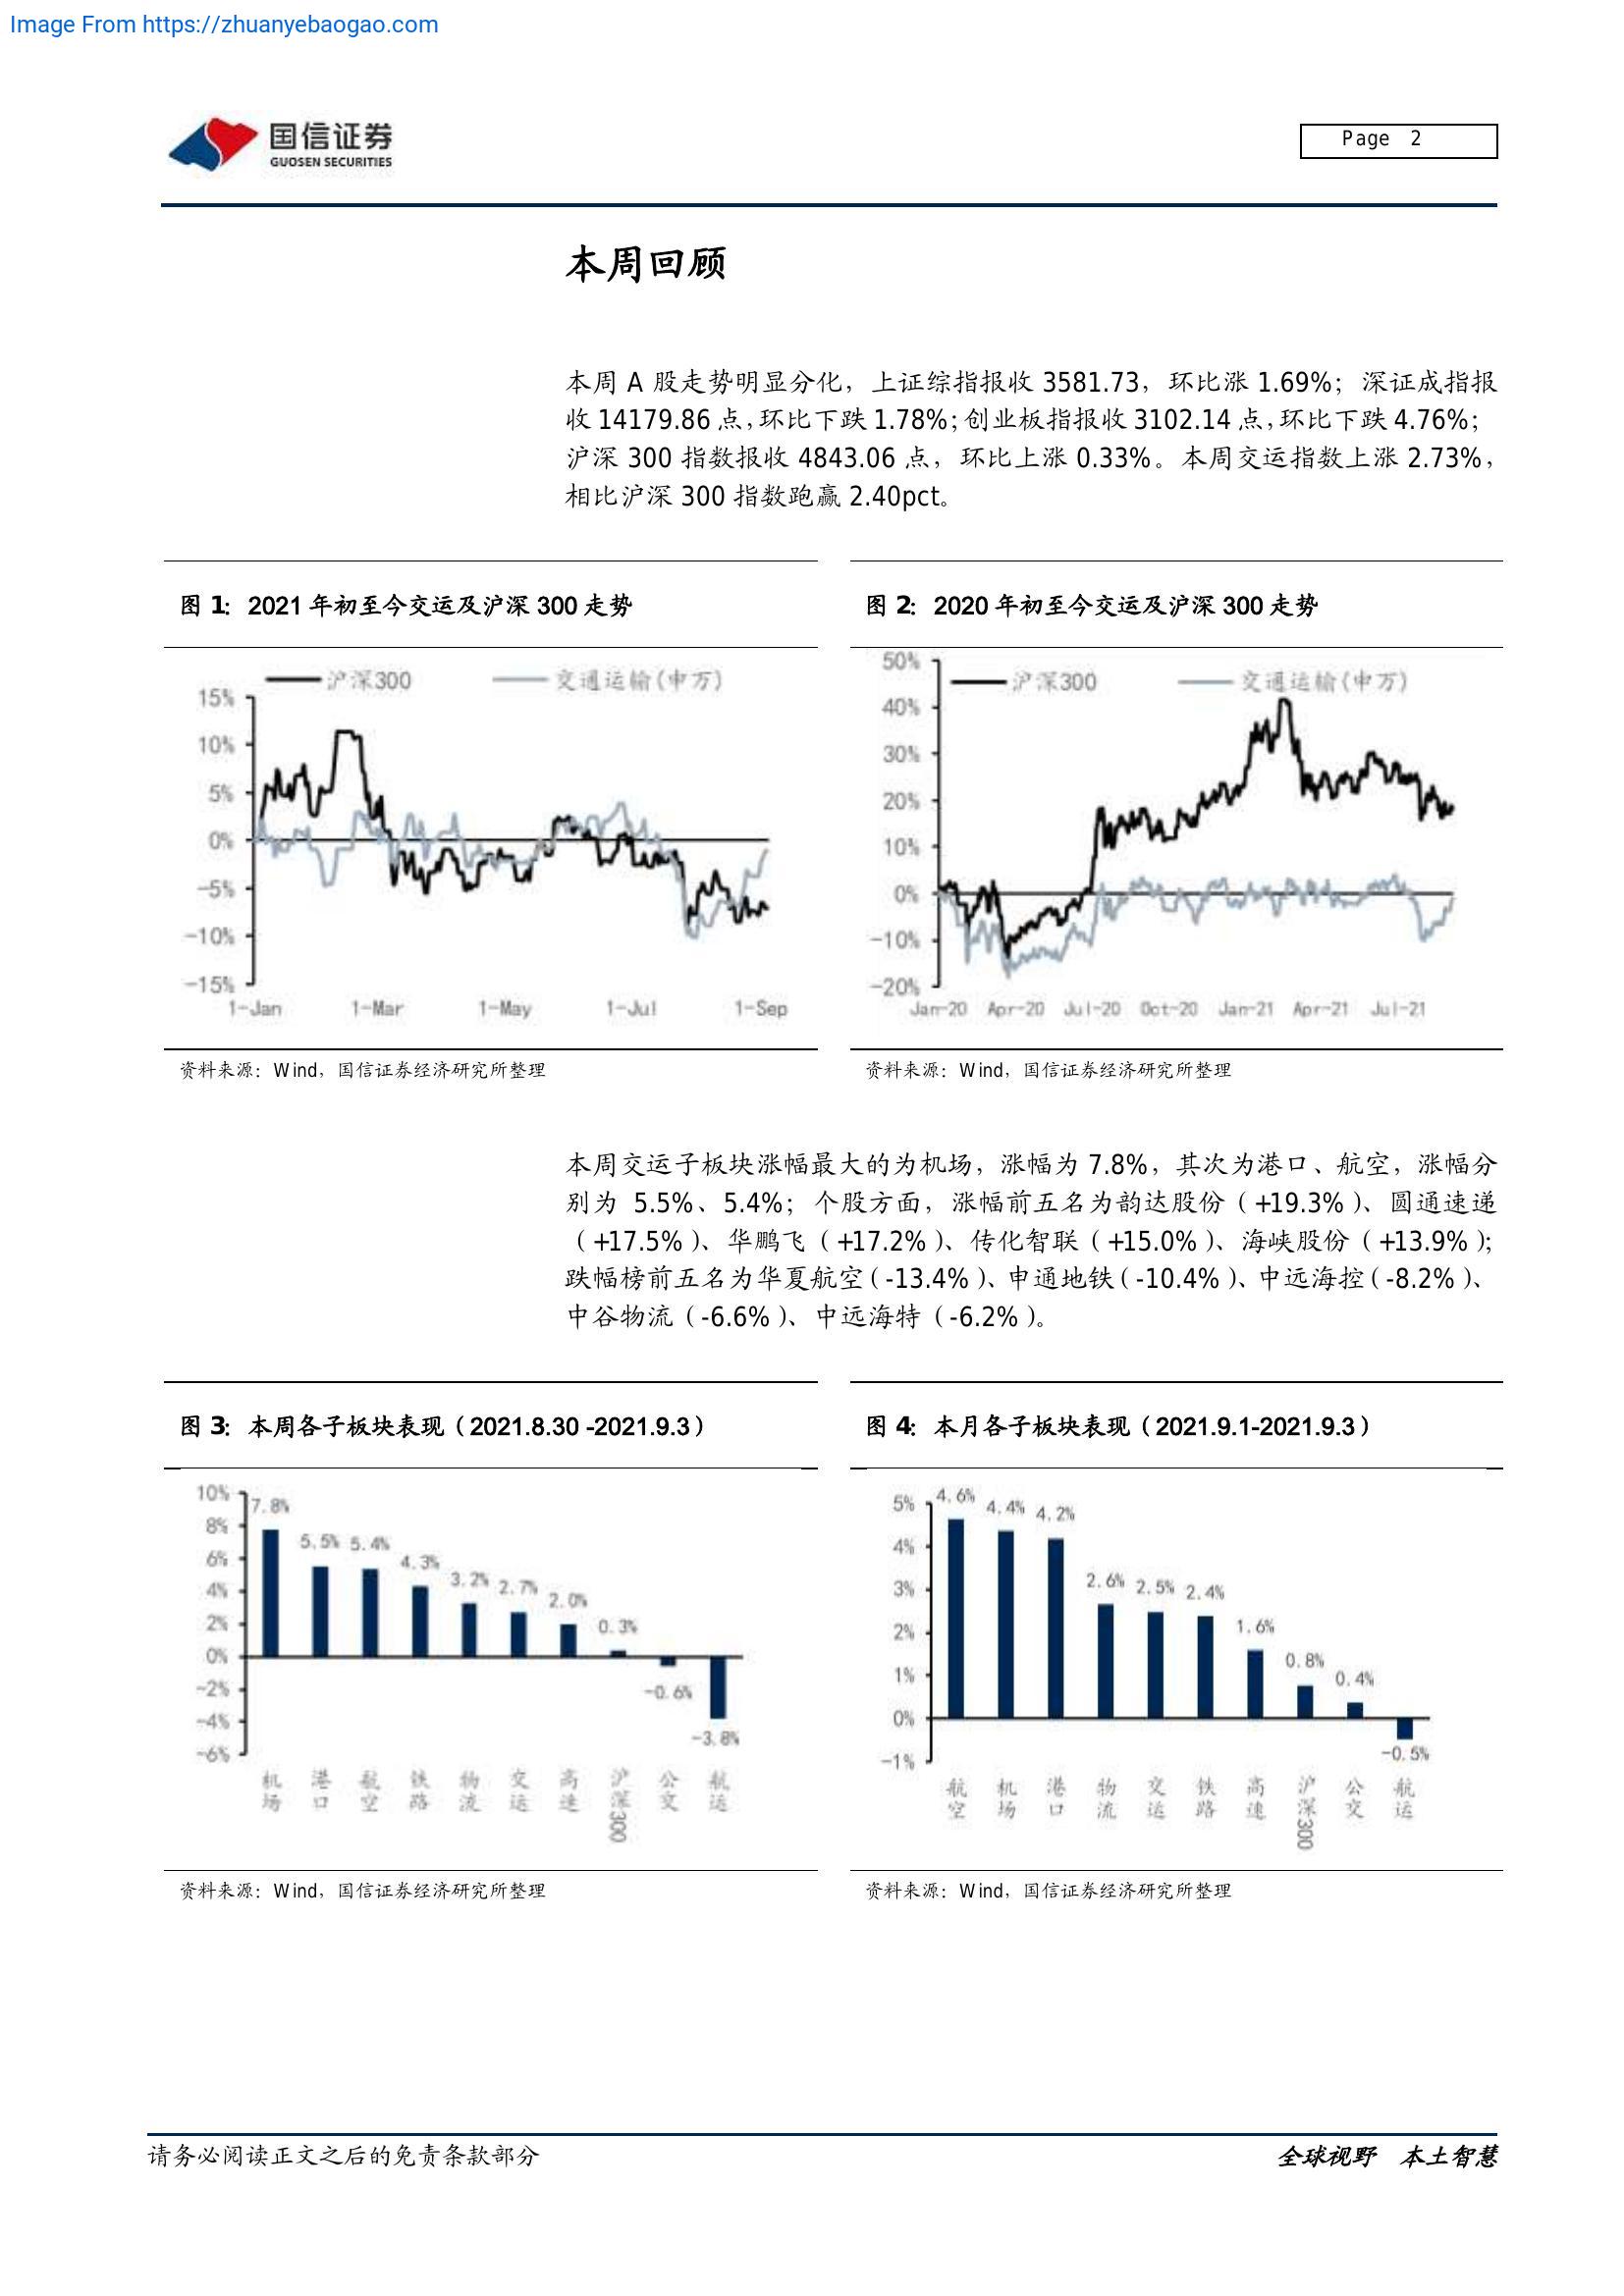 Image From https://zhuanyebaogao.com
国信证券
GUOSEN SECURITIES
Page 2
本周回顾
本周 A 股走势明显分化，上证综指报收 3581.73，环比涨 1.69%；深证成指报
收 14179.86 点，环比下跌 1.78%；创业板指报收 3102.14 点，环比下跌 4.76%；
沪深 300 指数报收 4843.06 点，环比上涨 0.33%。本周交运指数上涨 2.73%，
相比沪深 300 指数跑赢 2.40pct。
图 1：2021 年初至今交运及沪深 300 走势
沪深300 交通运输(申万)
15%
10%
5%
0%
-5%
-10%
-15%
1-Jan 1-Mar 1-May 1-Jul 1-Sep
资料来源：Wind，国信证券经济研究所整理
图 2：2020 年初至今交运及沪深 300 走势
沪深300 交通运输(申万)
50%
40%
30%
20%
10%
0%
-10%
-20%
Jan-20 Apr-20 Jul-20 Oct-20 Jan-21 Apr-21 Jul-21
资料来源：Wind，国信证券经济研究所整理
本周交运子板块涨幅最大的为机场，涨幅为 7.8%，其次为港口、航空，涨幅分
别为 5.5%、5.4%；个股方面，涨幅前五名为韵达股份（+19.3%）、圆通速递
（+17.5%）、华鹏飞（+17.2%）、传化智联（+15.0%）、海峡股份（+13.9%）；
跌幅榜前五名为华夏航空（-13.4%）、申通地铁（-10.4%）、中远海控（-8.2%）、
中谷物流（-6.6%）、中远海特（-6.2%）。
图 3：本周各子板块表现（2021.8.30 -2021.9.3）
10%
8%
6%
4%
2%
0%
-2%
-4%
-6%
7.8% 5.5% 5.4% 4.3% 3.2% 2.7% 2.0% 0.3% -0.6% -3.8%
机场 港口 航空 铁路 物流 交运 高速 沪深300 公交 航运
资料来源：Wind，国信证券经济研究所整理
图 4：本月各子板块表现（2021.9.1-2021.9.3）
5%
4%
3%
2%
1%
0%
-1%
4.6% 4.4% 4.2% 2.6% 2.5% 2.4% 1.6% 0.8% 0.4% -0.5%
航空 机场 港口 物流 交运 铁路 高速 沪深300 公交 航运
资料来源：Wind，国信证券经济研究所整理
请务必阅读正文之后的免责条款部分
全球视野 本土智慧